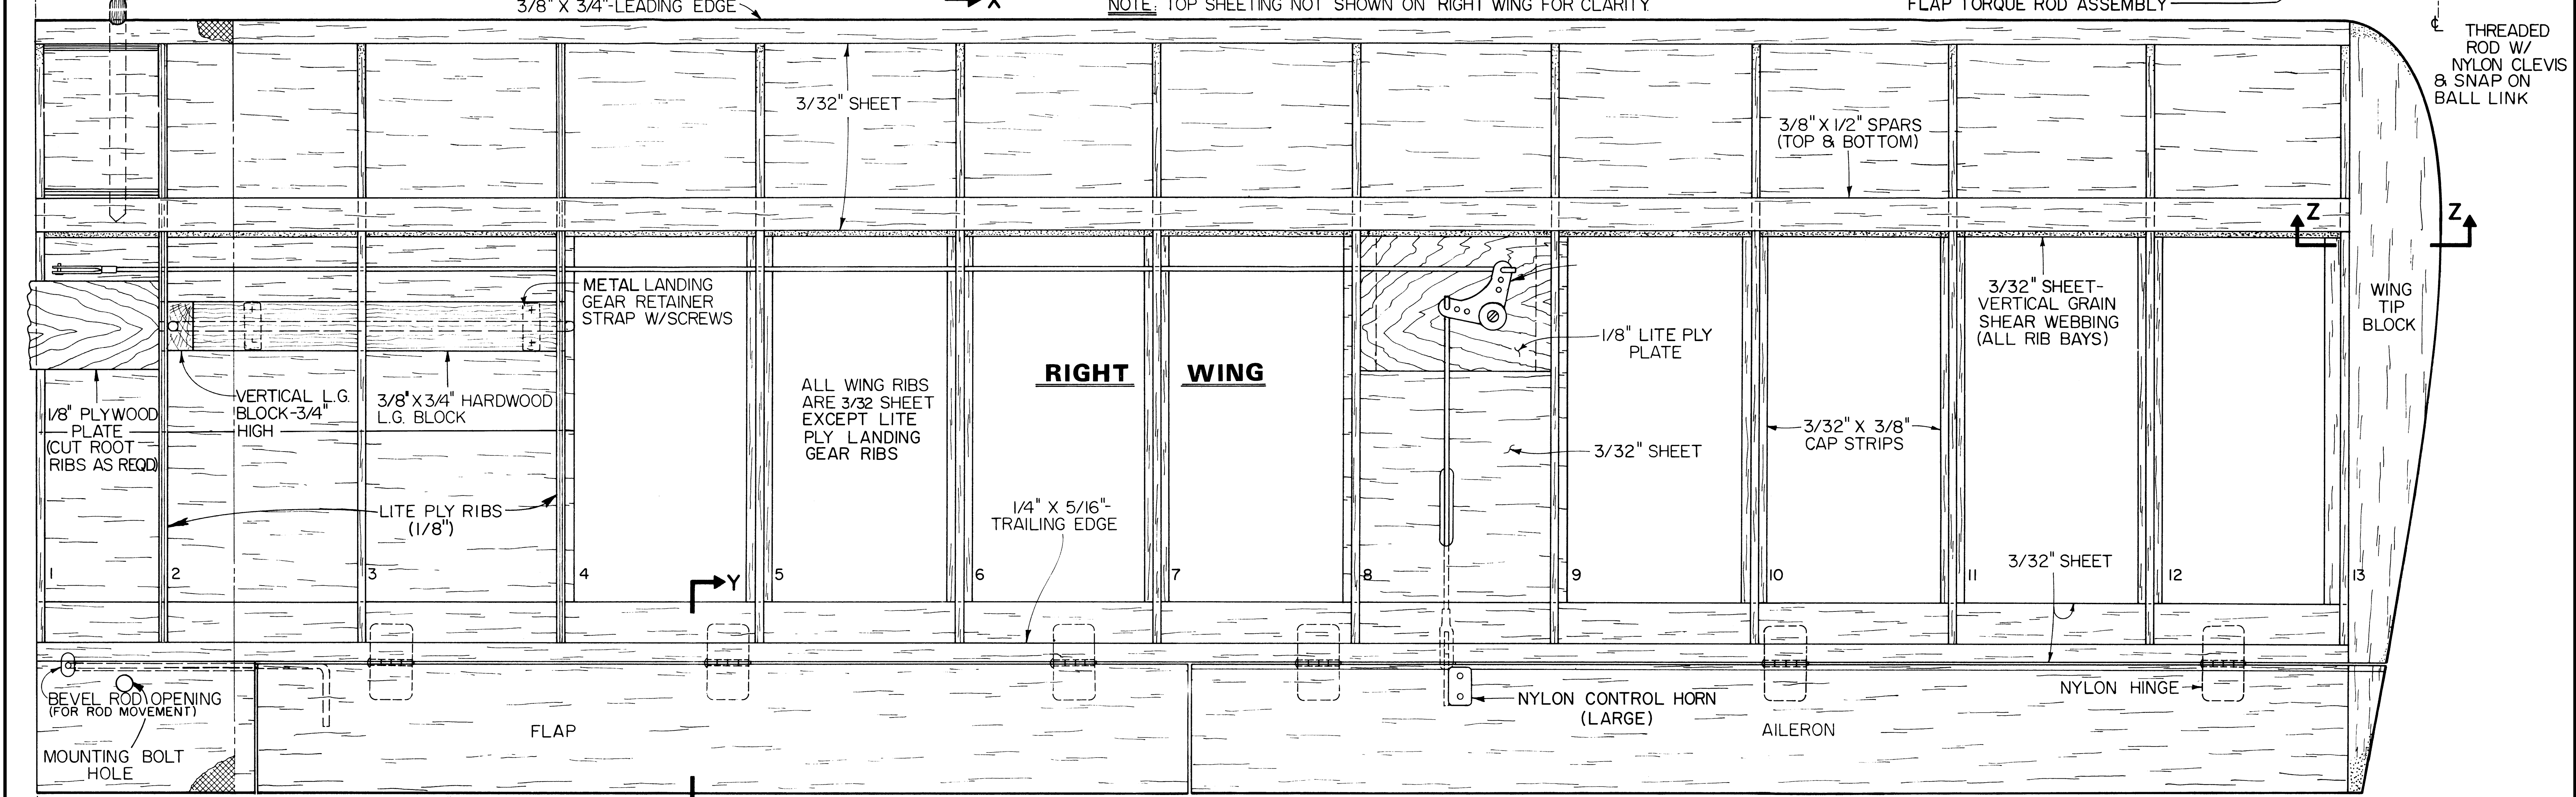 3/8" X 3/4"-LEADING EDGE
X
NOTE: TOP SHEETING NOT SHOWN ON RIGHT WING FOR CLARITY
FLAP TORQUE ROD ASSEMBLY
℄
THREADED
ROD W/
NYLON CLEVIS
& SNAP ON
BALL LINK
3/32" SHEET
3/8" X 1/2" SPARS
(TOP & BOTTOM)
Z
Z
METAL LANDING
GEAR RETAINER
STRAP W/SCREWS
3/32" SHEET-
VERTICAL GRAIN
SHEAR WEBBING
(ALL RIB BAYS)
WING
TIP
BLOCK
1/8" LITE PLY
PLATE
RIGHT WING
1/8" PLYWOOD
PLATE
(CUT ROOT
RIBS AS REQD)
VERTICAL L.G.
BLOCK-3/4"
HIGH
3/8" X 3/4" HARDWOOD
L.G. BLOCK
ALL WING RIBS
ARE 3/32 SHEET
EXCEPT LITE
PLY LANDING
GEAR RIBS
3/32" X 3/8"
CAP STRIPS
3/32" SHEET
LITE PLY RIBS
(1/8")
1/4" X 5/16"-
TRAILING EDGE
3/32" SHEET
1
2
3
4
Y
5
6
7
8
9
10
11
12
13
BEVEL ROD OPENING
(FOR ROD MOVEMENT)
MOUNTING BOLT
HOLE
FLAP
NYLON CONTROL HORN
(LARGE)
AILERON
NYLON HINGE